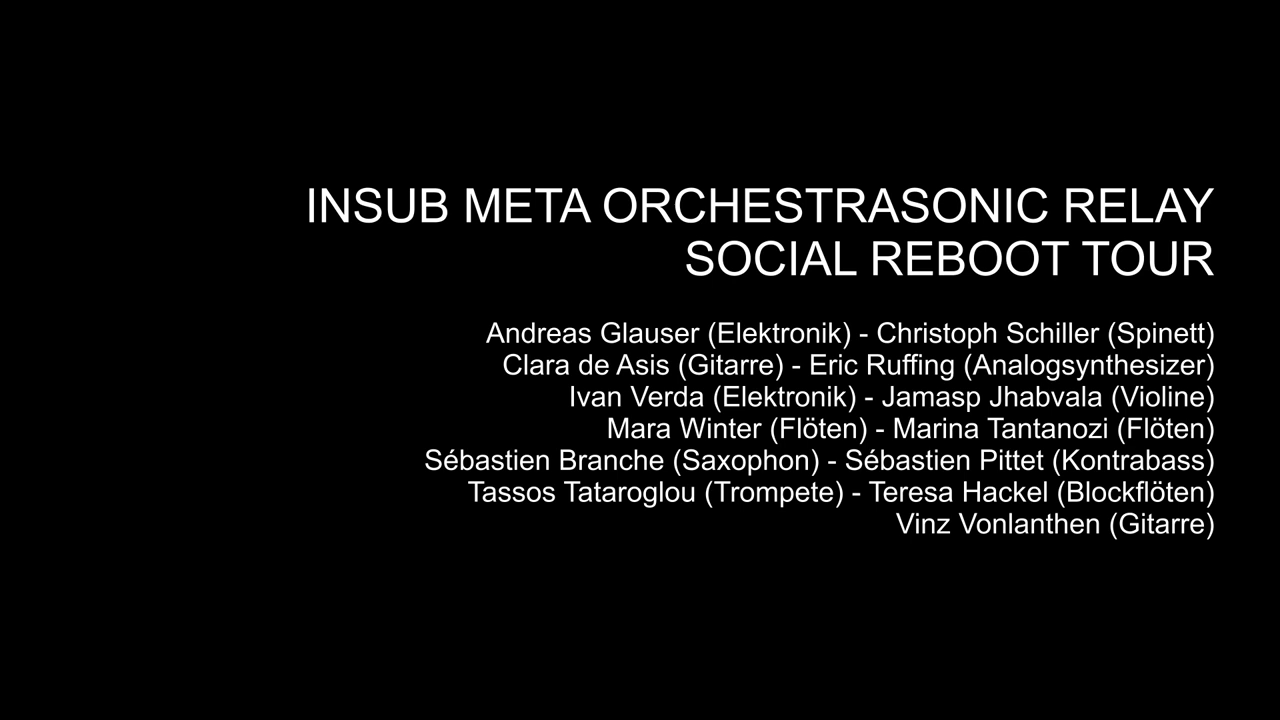 INSUB META ORCHESTRASONIC RELAY
SOCIAL REBOOT TOUR
Andreas Glauser (Elektronik) - Christoph Schiller (Spinett)
Clara de Asis (Gitarre) - Eric Ruffing (Analogsynthesizer)
Ivan Verda (Elektronik) - Jamasp Jhabvala (Violine)
Mara Winter (Flöten) - Marina Tantanozi (Flöten)
Sébastien Branche (Saxophon) - Sébastien Pittet (Kontrabass)
Tassos Tataroglou (Trompete) - Teresa Hackel (Blockflöten)
Vinz Vonlanthen (Gitarre)